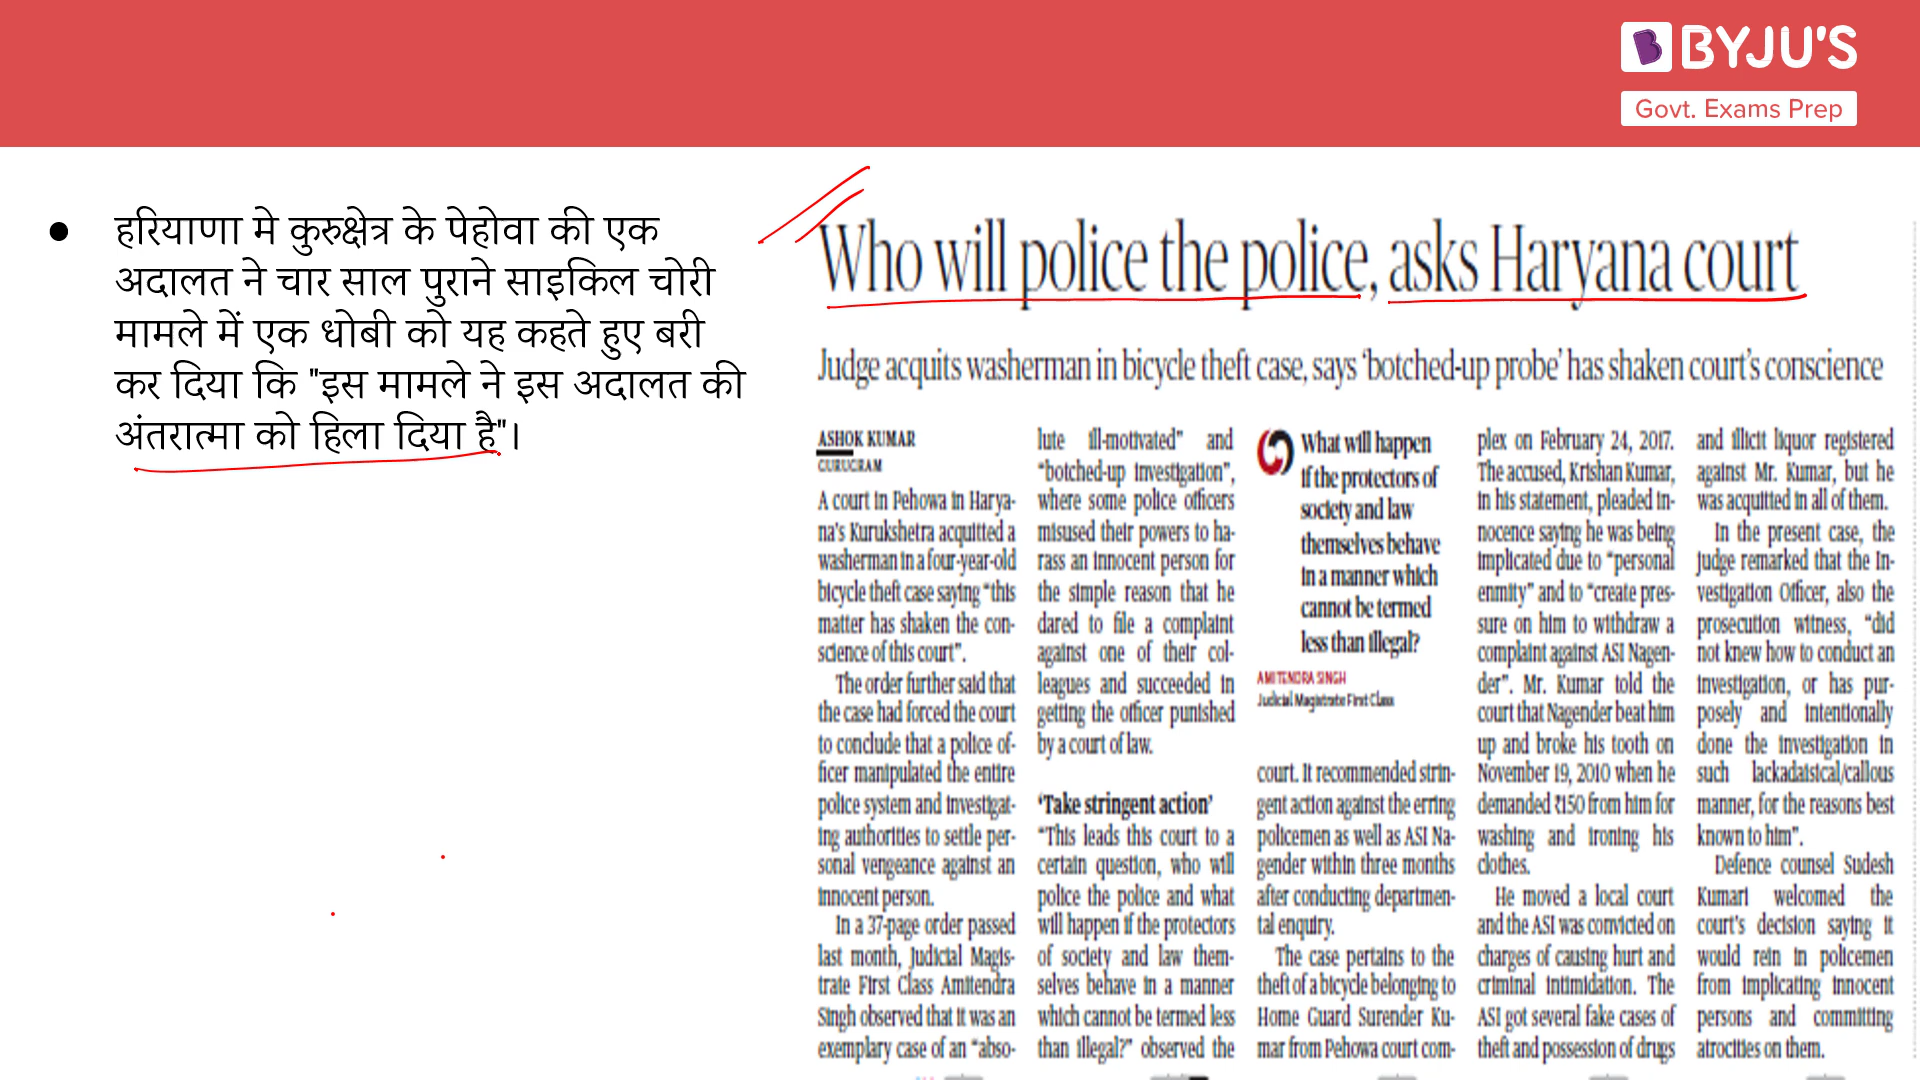 BYJU'S
Govt. Exams Prep
● हरियाणा मे कुरुक्षेत्र के पेहोवा की एक
अदालत ने चार साल पुराने साइकिल चोरी
मामले में एक धोबी को यह कहते हुए बरी
कर दिया कि "इस मामले ने इस अदालत की
अंतरात्मा को हिला दिया है"।
Who will police the police, asks Haryana court
Judge acquits washerman in bicycle theft case, says ‘botched-up probe’ has shaken court’s conscience
ASHOK KUMAR
GURUGRAM
A court in Pehowa in Harya-
na’s Kurukshetra acquitted a
washerman in a four-year-old
bicycle theft case saying “this
matter has shaken the con-
science of this court”.
The order further said that
the case had forced the court
to conclude that a police of-
ficer manipulated the entire
police system and investigat-
ing authorities to settle per-
sonal vengeance against an
innocent person.
In a 37-page order passed
last month, Judicial Magis-
trate First Class Amitendra
Singh observed that it was an
exemplary case of an “abso-
lute ill-motivated” and
“botched-up investigation”,
where some police officers
misused their powers to ha-
rass an innocent person for
the simple reason that he
dared to file a complaint
against one of their col-
leagues and succeeded in
getting the officer punished
by a court of law.
‘Take stringent action’
“This leads this court to a
certain question, who will
police the police and what
will happen if the protectors
of society and law them-
selves behave in a manner
which cannot be termed less
than illegal?” observed the
What will happen
if the protectors of
society and law
themselves behave
in a manner which
cannot be termed
less than illegal?
AMITENDRA SINGH
Judicial Magistrate First Class
court. It recommended strin-
gent action against the erring
policemen as well as ASI Na-
gender within three months
after conducting departmen-
tal enquiry.
The case pertains to the
theft of a bicycle belonging to
Home Guard Surender Ku-
mar from Pehowa court com-
plex on February 24, 2017.
The accused, Krishan Kumar,
in his statement, pleaded in-
nocence saying he was being
implicated due to “personal
enmity” and to “create pres-
sure on him to withdraw a
complaint against ASI Nagen-
der”. Mr. Kumar told the
court that Nagender beat him
up and broke his tooth on
November 19, 2010 when he
demanded ₹150 from him for
washing and ironing his
clothes.
He moved a local court
and the ASI was convicted on
charges of causing hurt and
criminal intimidation. The
ASI got several fake cases of
theft and possession of drugs
and illicit liquor registered
against Mr. Kumar, but he
was acquitted in all of them.
In the present case, the
judge remarked that the In-
vestigation Officer, also the
prosecution witness, “did
not knew how to conduct an
investigation, or has pur-
posely and intentionally
done the investigation in
such lackadaisical/callous
manner, for the reasons best
known to him”.
Defence counsel Sudesh
Kumari welcomed the
court’s decision saying it
would rein in policemen
from implicating innocent
persons and committing
atrocities on them.